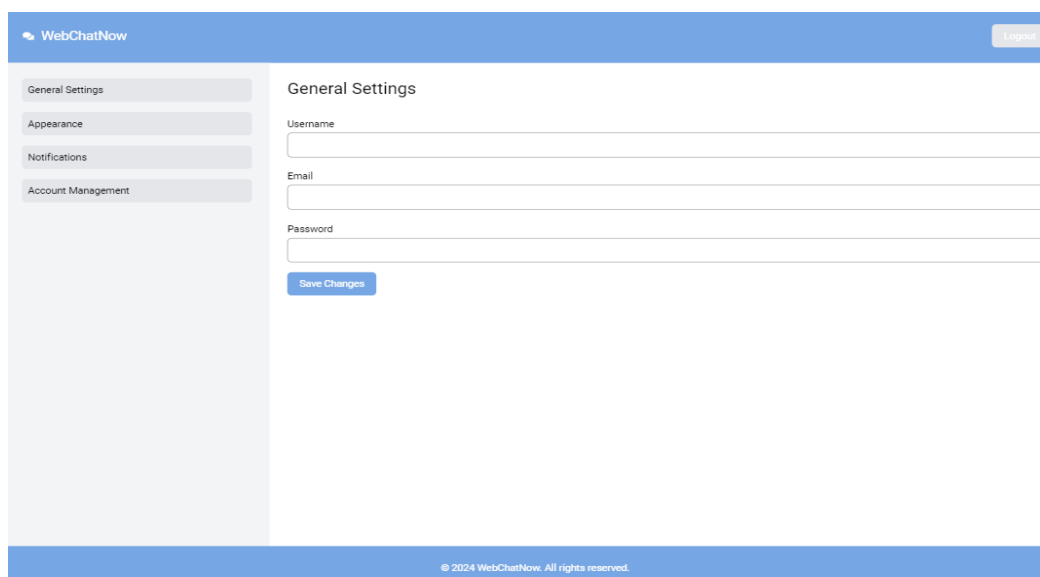 WebChatNow
Logout
General Settings
Appearance
Notifications
Account Management
General Settings
Username
Email
Password
Save Changes
© 2024 WebChatNow. All rights reserved.